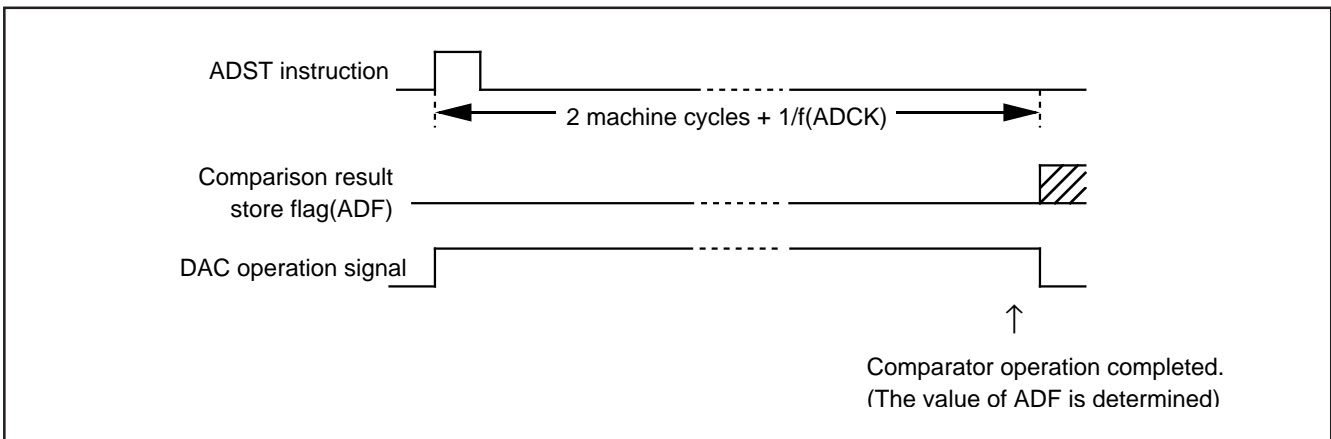 ADST instruction
2 machine cycles + 1/f(ADCK)
Comparison result
store flag(ADF)
DAC operation signal
↑
Comparator operation completed.
(The value of ADF is determined)